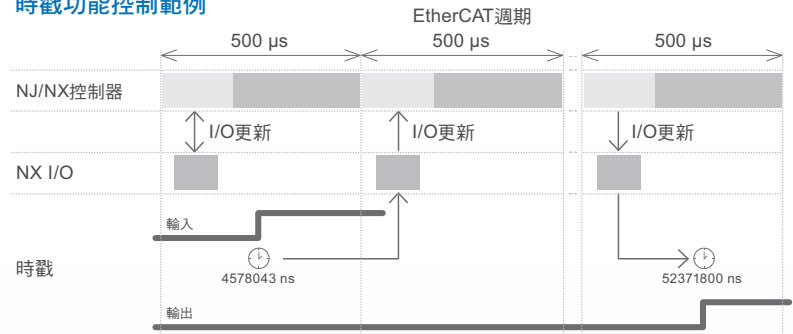 時戳功能控制範例
EtherCAT週期
500 µs
500 µs
500 µs
NJ/NX控制器
I/O更新
I/O更新
I/O更新
NX I/O
輸入
時戳
4578043 ns
52371800 ns
輸出